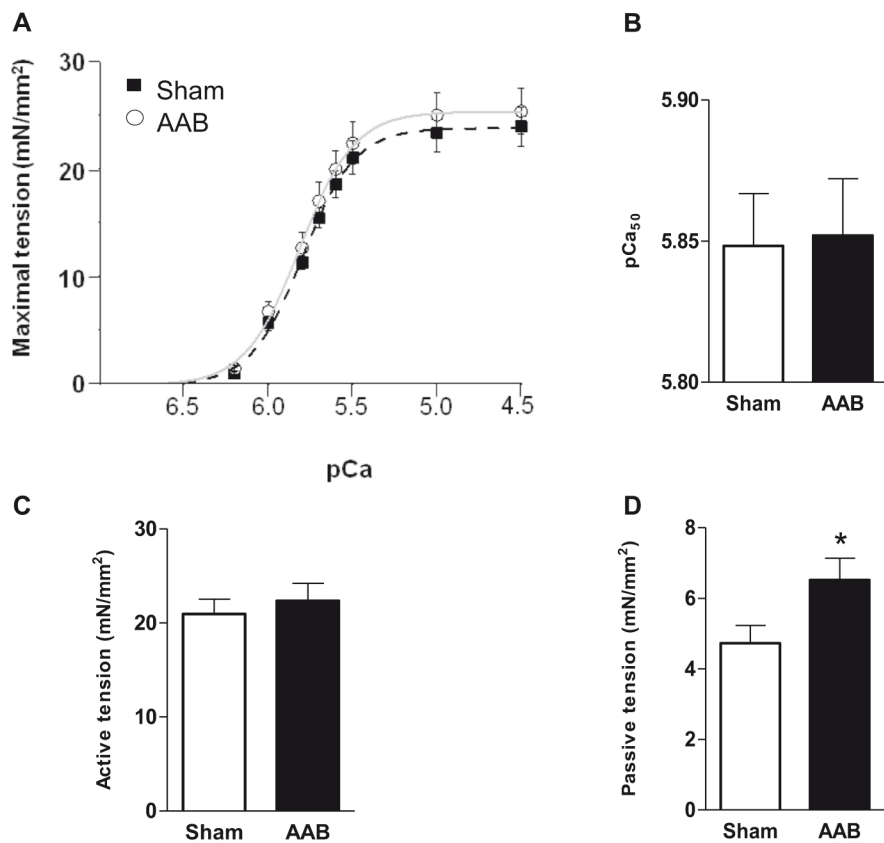 A
Maximal tension (mN/mm²)
30
20
10
0
Sham
AAB
6.5 6.0 5.5 5.0 4.5
pCa
B
pCa₅₀
5.90
5.85
5.80
Sham AAB
C
Active tension (mN/mm²)
30
20
10
0
Sham AAB
D
Passive tension (mN/mm²)
8
6
4
2
0
*
Sham AAB